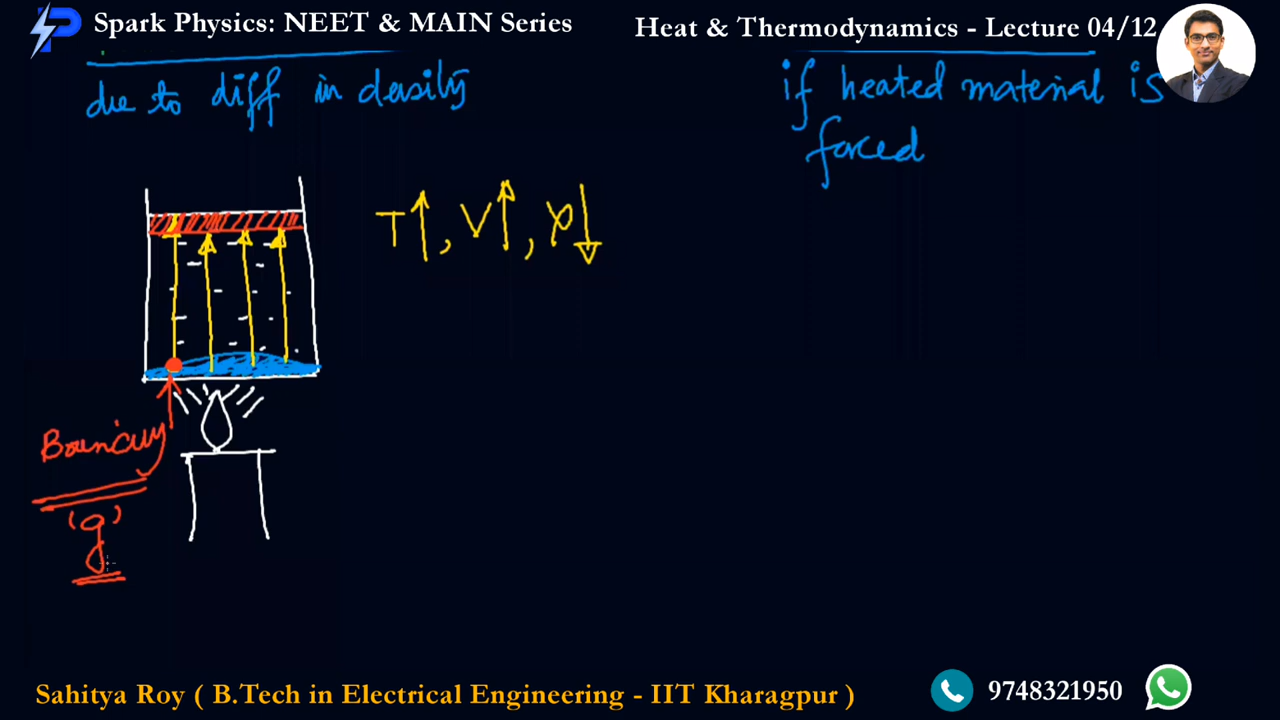 Spark Physics: NEET & MAIN Series
Heat & Thermodynamics - Lecture 04/12
due to diff in density
if heated material is
forced
T↑, V↑, ρ↓
(g)
Sahitya Roy ( B.Tech in Electrical Engineering - IIT Kharagpur )
9748321950